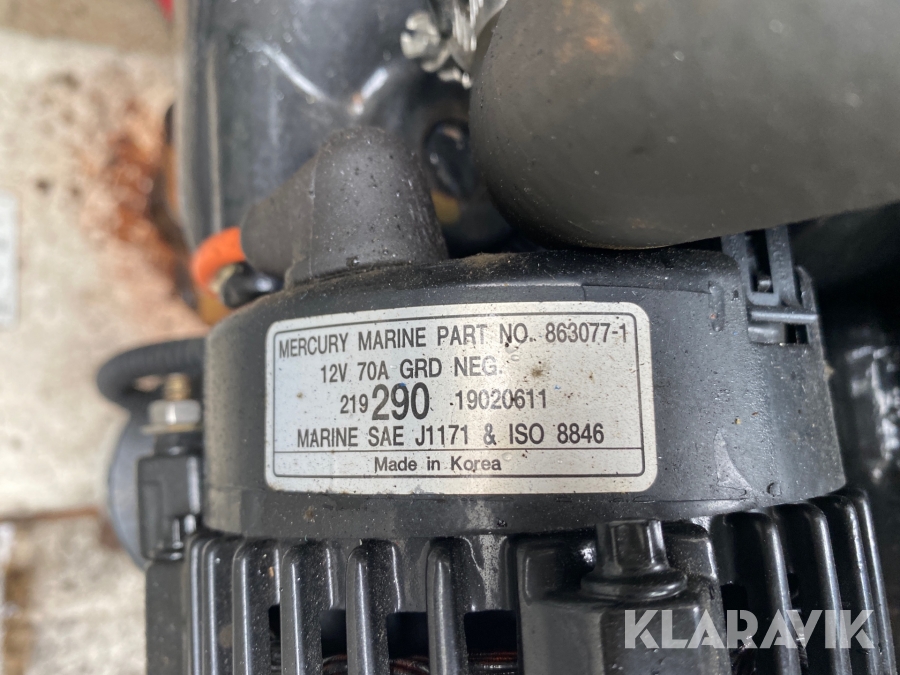 MERCURY MARINE PART NO. 863077-1
12V 70A GRD NEG.
219 290 19020611
MARINE SAE J1171 & ISO 8846
Made in Korea
KLARAVIK